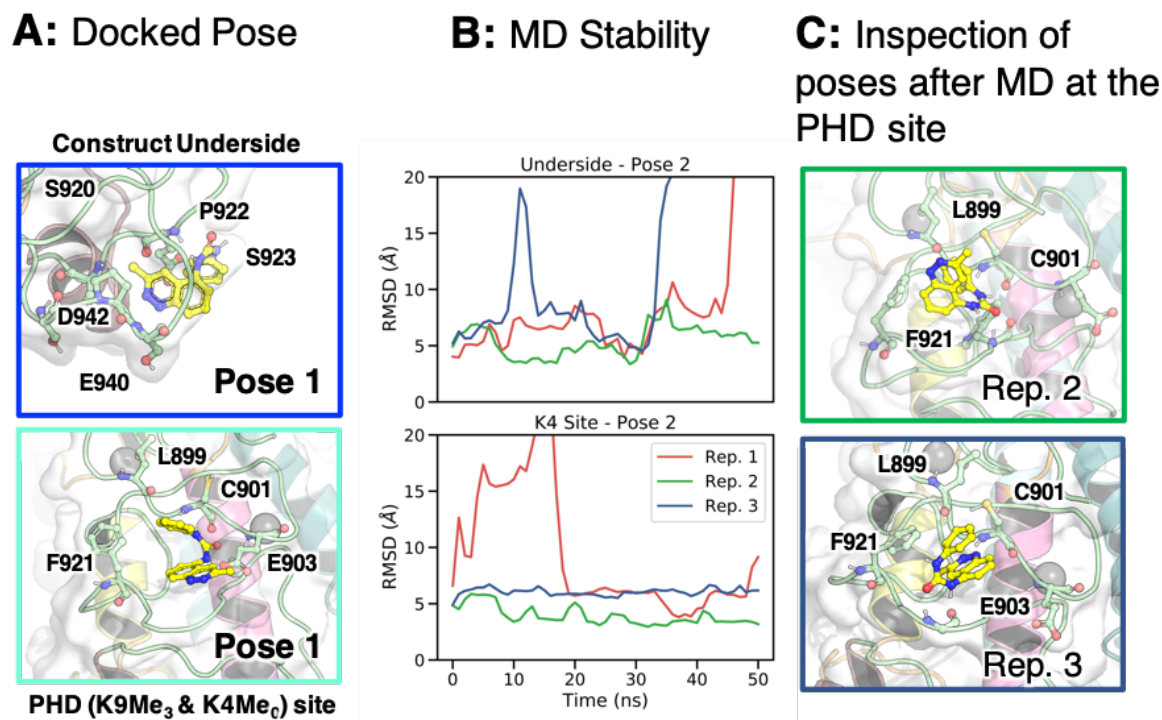 A: Docked Pose
Construct Underside
S920
P922
S923
D942
E940
Pose 1
L899
C901
F921
E903
Pose 1
PHD (K9Me₃ & K4Me₀) site
B: MD Stability
Underside - Pose 2
20
15
10
5
0
RMSD (Å)
K4 Site - Pose 2
20
15
10
5
0
RMSD (Å)
Rep. 1
Rep. 2
Rep. 3
0 10 20 30 40 50
Time (ns)
C: Inspection of
poses after MD at the
PHD site
L899
C901
F921
Rep. 2
L899
C901
F921
E903
Rep. 3